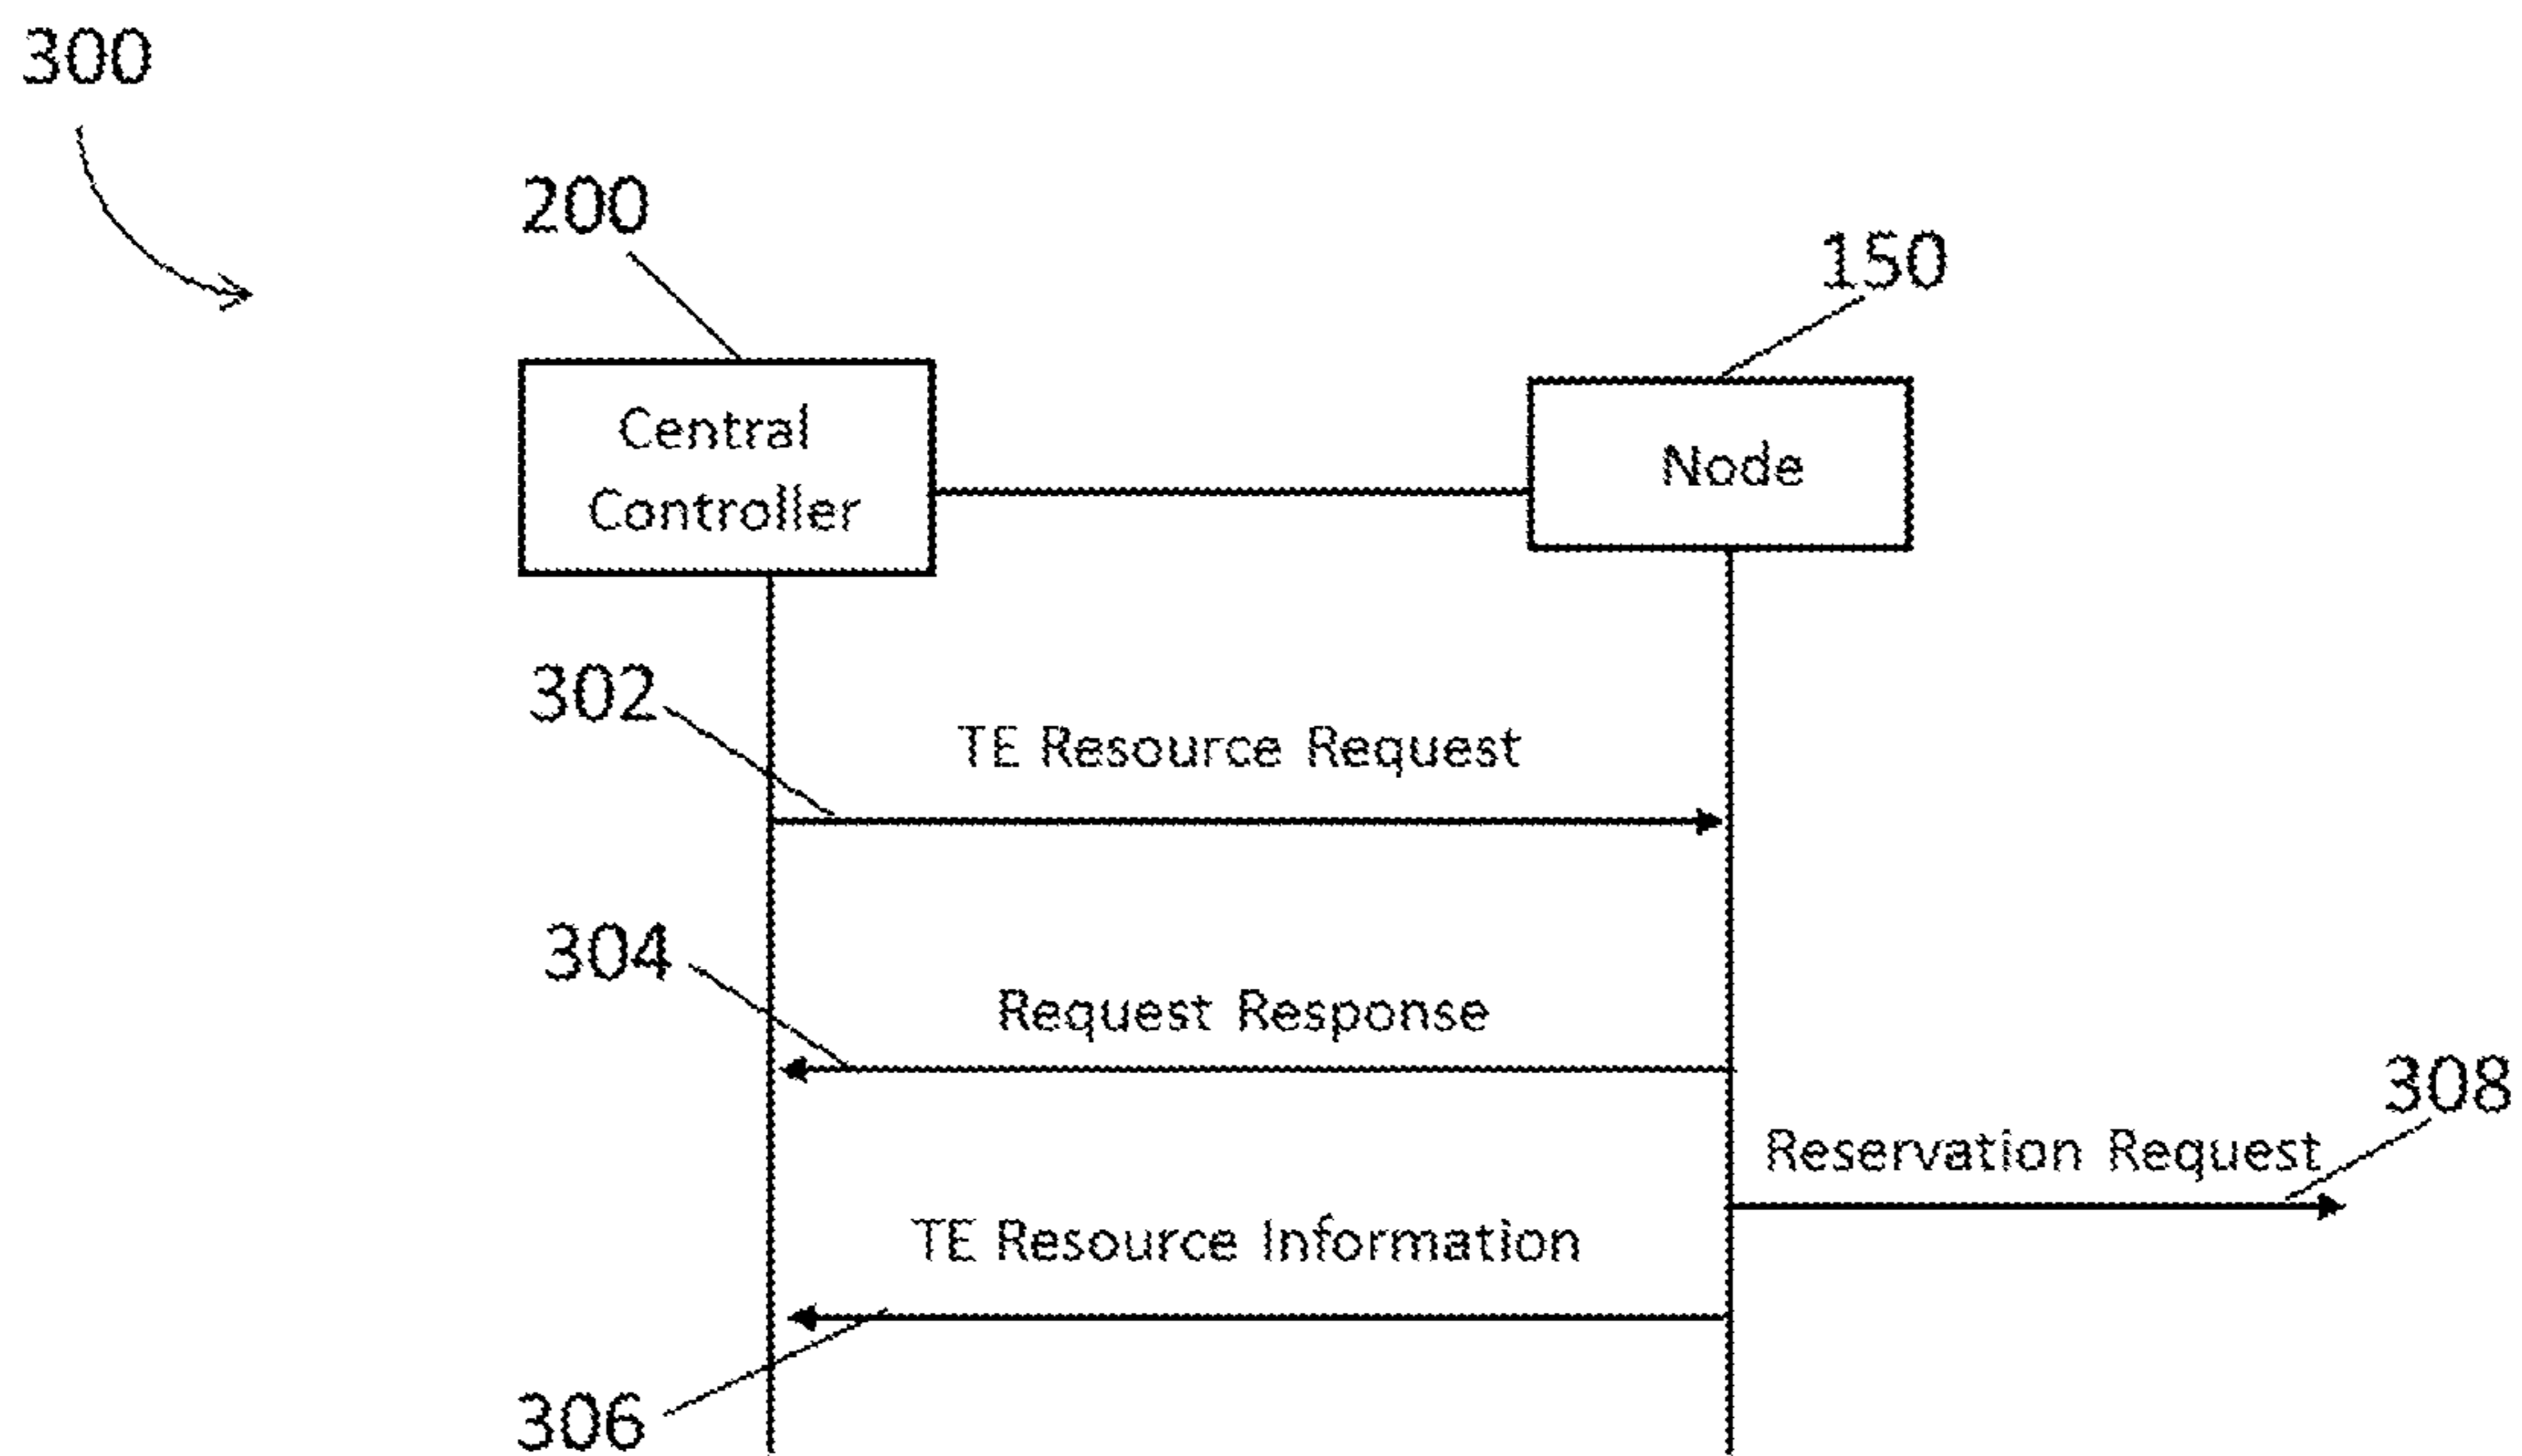 300
200
150
Central
Controller
Node
302
TE Resource Request
304
Request Response
308
Reservation Request
TE Resource Information
306